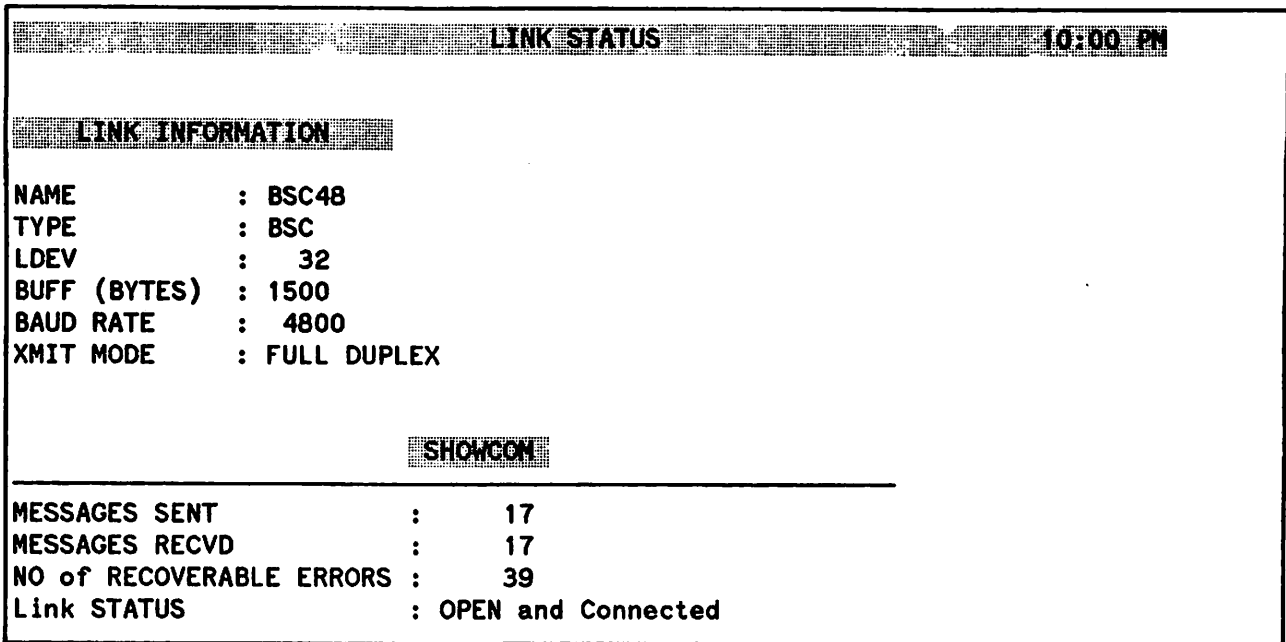 LINK STATUS 10:00 PM
LINK INFORMATION
NAME : BSC48
TYPE : BSC
LDEV : 32
BUFF (BYTES) : 1500
BAUD RATE : 4800
XMIT MODE : FULL DUPLEX
SHOWCOM
MESSAGES SENT : 17
MESSAGES RECVD : 17
NO of RECOVERABLE ERRORS : 39
Link STATUS : OPEN and Connected